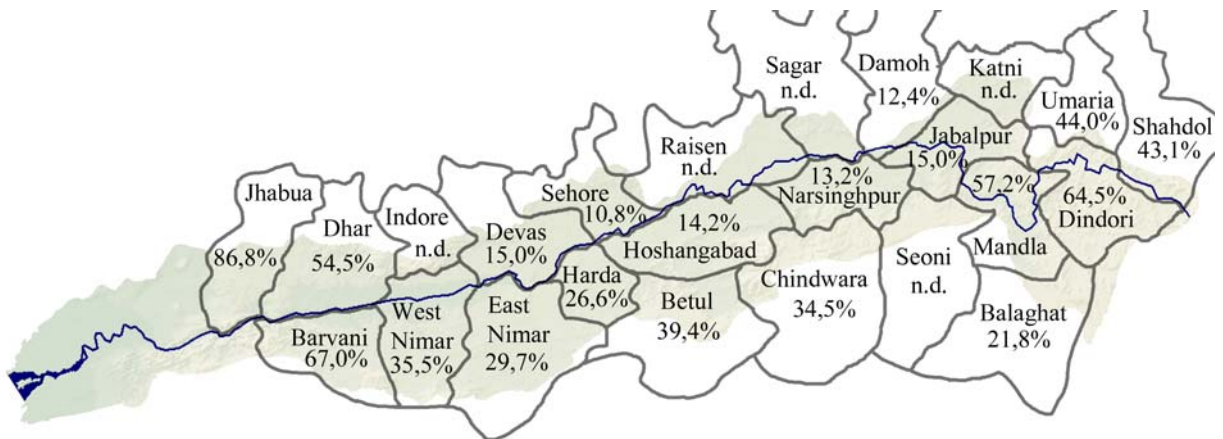 Sagar
n.d.
Damoh
12,4%
Katni
n.d.
Umaria
44,0%
Shahdol
43,1%
Jabalpur
15,0%
Raisen
n.d.
13,2%
Narsinghpur
57,2%
Mandla
64,5%
Dindori
Jhabua
86,8%
Dhar
54,5%
Indore
n.d.
Sehore
10,8%
Devas
15,0%
14,2%
Hoshangabad
Harda
26,6%
Chindwara
34,5%
Seoni
n.d.
Balaghat
21,8%
Barvani
67,0%
West
Nimar
35,5%
East
Nimar
29,7%
Betul
39,4%